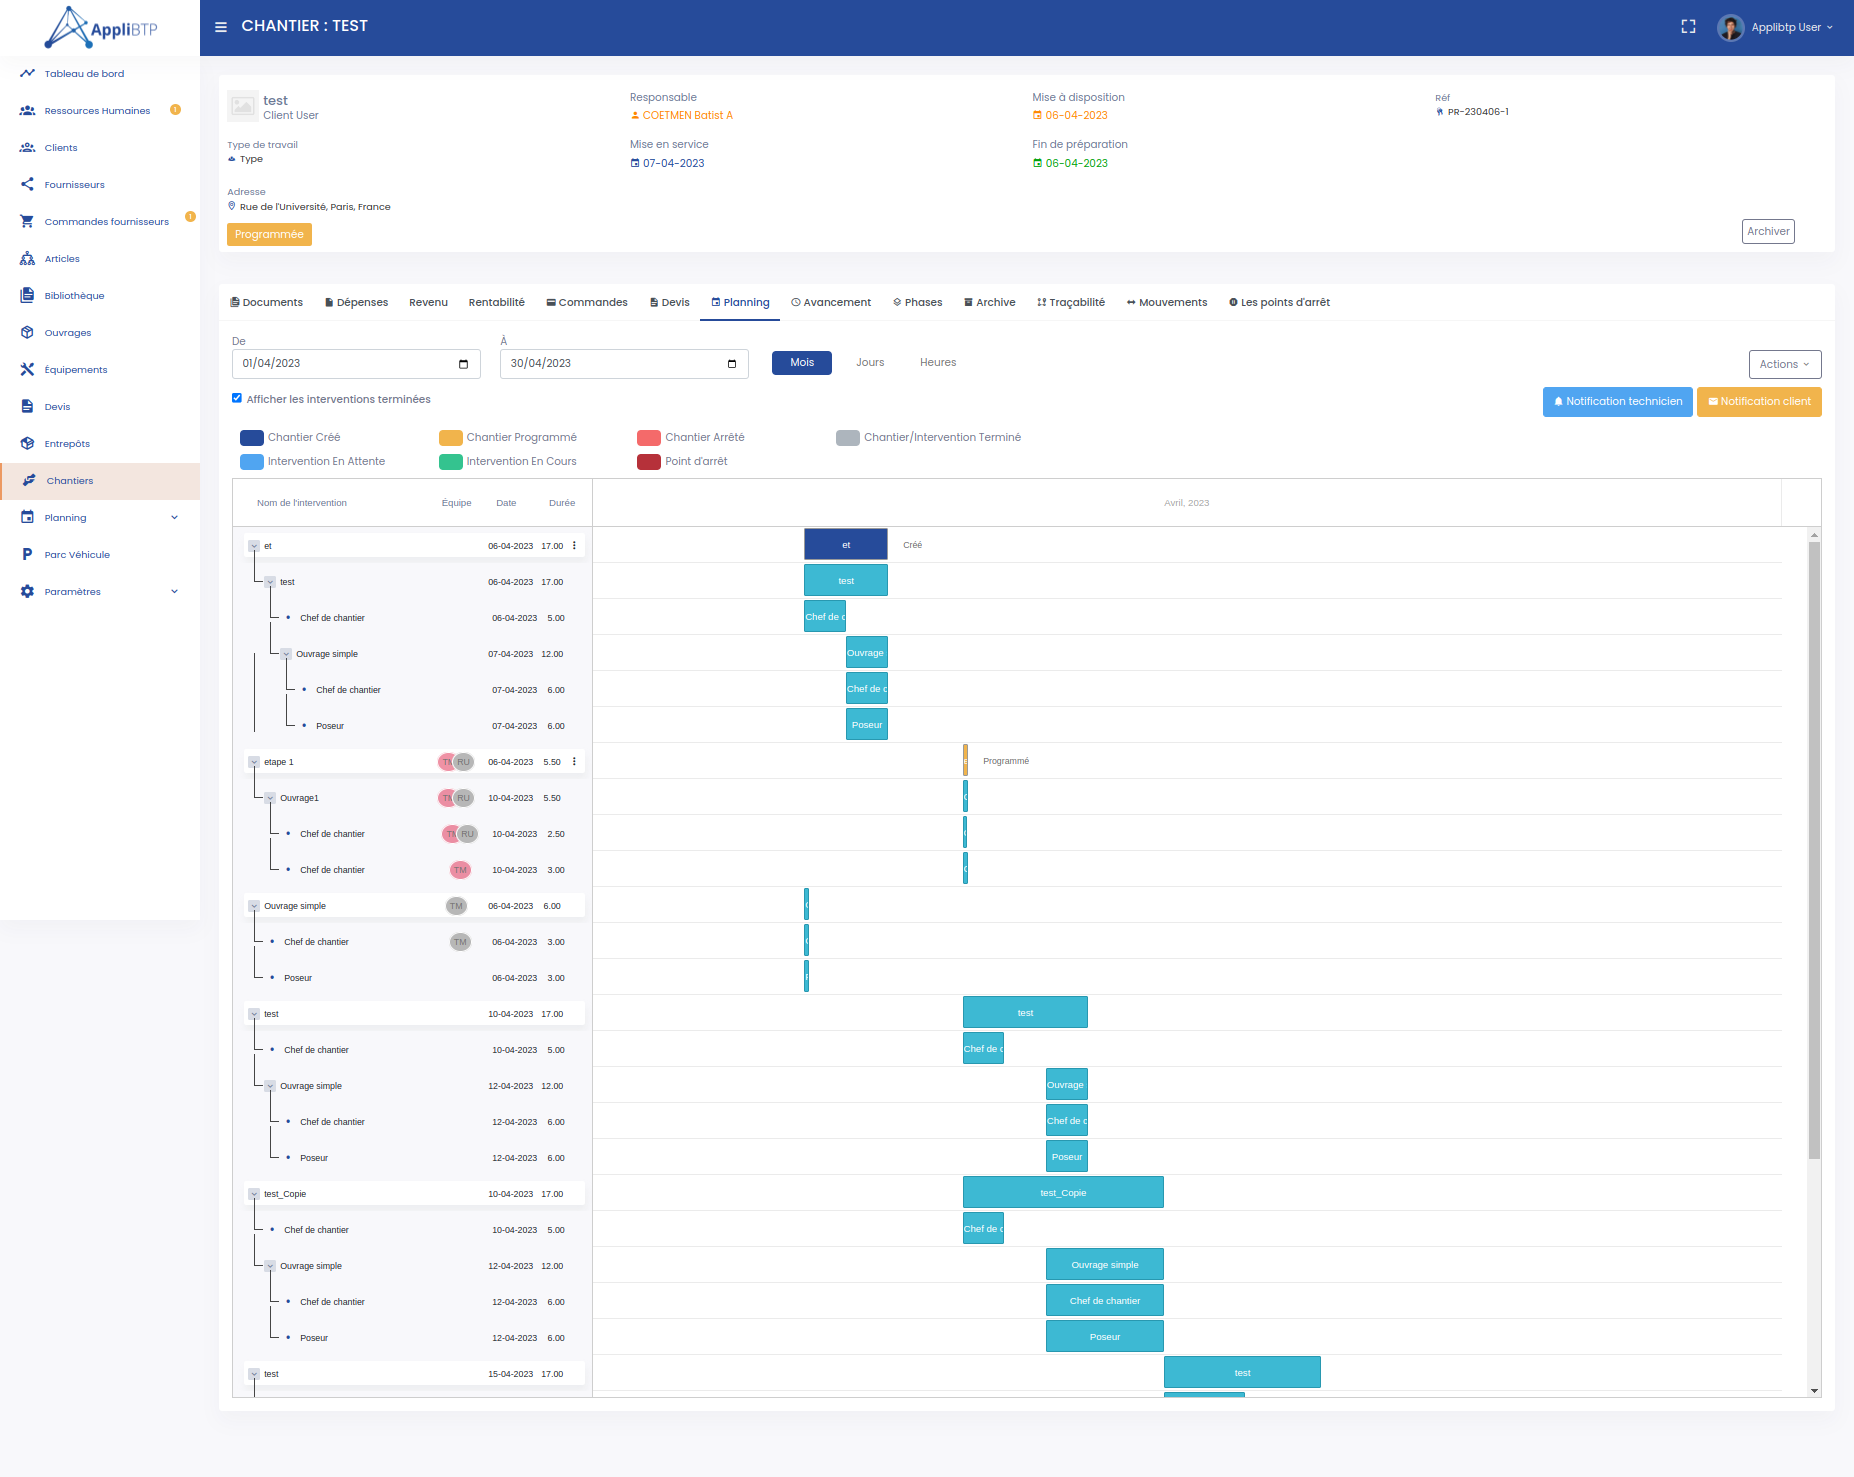 AppliBTP
CHANTIER : TEST
Applibtp User
Tableau de bord
Ressources Humaines 1
Clients
Fournisseurs
Commandes fournisseurs 1
Articles
Bibliothèque
Ouvrages
Équipements
Devis
Entrepôts
Chantiers
Planning
Parc Véhicule
Paramètres
test
Client User
Responsable
COETMEN Batist A
Mise à disposition
06-04-2023
Réf
PR-230406-1
Type de travail
Type
Mise en service
07-04-2023
Fin de préparation
06-04-2023
Adresse
Rue de l'Université, Paris, France
Programmée
Archiver
Documents Dépenses Revenu Rentabilité Commandes Devis Planning Avancement Phases Archive Traçabilité Mouvements Les points d'arrêt
De
01/04/2023
À
30/04/2023
Mois Jours Heures
Actions
Afficher les interventions terminées
Notification technicien Notification client
Chantier Créé Chantier Programmé Chantier Arrêté Chantier/Intervention Terminé
Intervention En Attente Intervention En Cours Point d'arrêt
Nom de l'intervention Équipe Date Durée Avril, 2023
et 06-04-2023 17.00 et Créé
test 06-04-2023 17.00 test
Chef de chantier 06-04-2023 5.00 Chef de c
Ouvrage simple 07-04-2023 12.00 Ouvrage
Chef de chantier 07-04-2023 6.00 Chef de c
Poseur 07-04-2023 6.00 Poseur
etape 1 TM RU 06-04-2023 5.50 Programmé
Ouvrage1 TM RU 10-04-2023 5.50
Chef de chantier TM RU 10-04-2023 2.50
Chef de chantier TM 10-04-2023 3.00
Ouvrage simple TM 06-04-2023 6.00
Chef de chantier TM 06-04-2023 3.00
Poseur 06-04-2023 3.00
test 10-04-2023 17.00 test
Chef de chantier 10-04-2023 5.00 Chef de c
Ouvrage simple 12-04-2023 12.00 Ouvrage
Chef de chantier 12-04-2023 6.00 Chef de c
Poseur 12-04-2023 6.00 Poseur
test_Copie 10-04-2023 17.00 test_Copie
Chef de chantier 10-04-2023 5.00 Chef de c
Ouvrage simple 12-04-2023 12.00 Ouvrage simple
Chef de chantier 12-04-2023 6.00 Chef de chantier
Poseur 12-04-2023 6.00 Poseur
test 15-04-2023 17.00 test